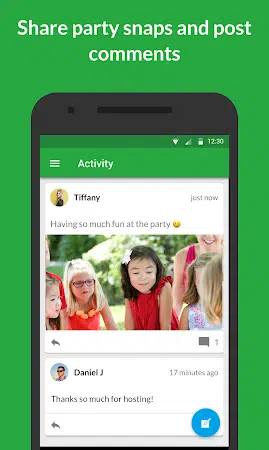 Share party snaps and post
comments
12:30
Activity
Tiffany
just now
Having so much fun at the party 😄
1
Daniel J
17 minutes ago
Thanks so much for hosting!